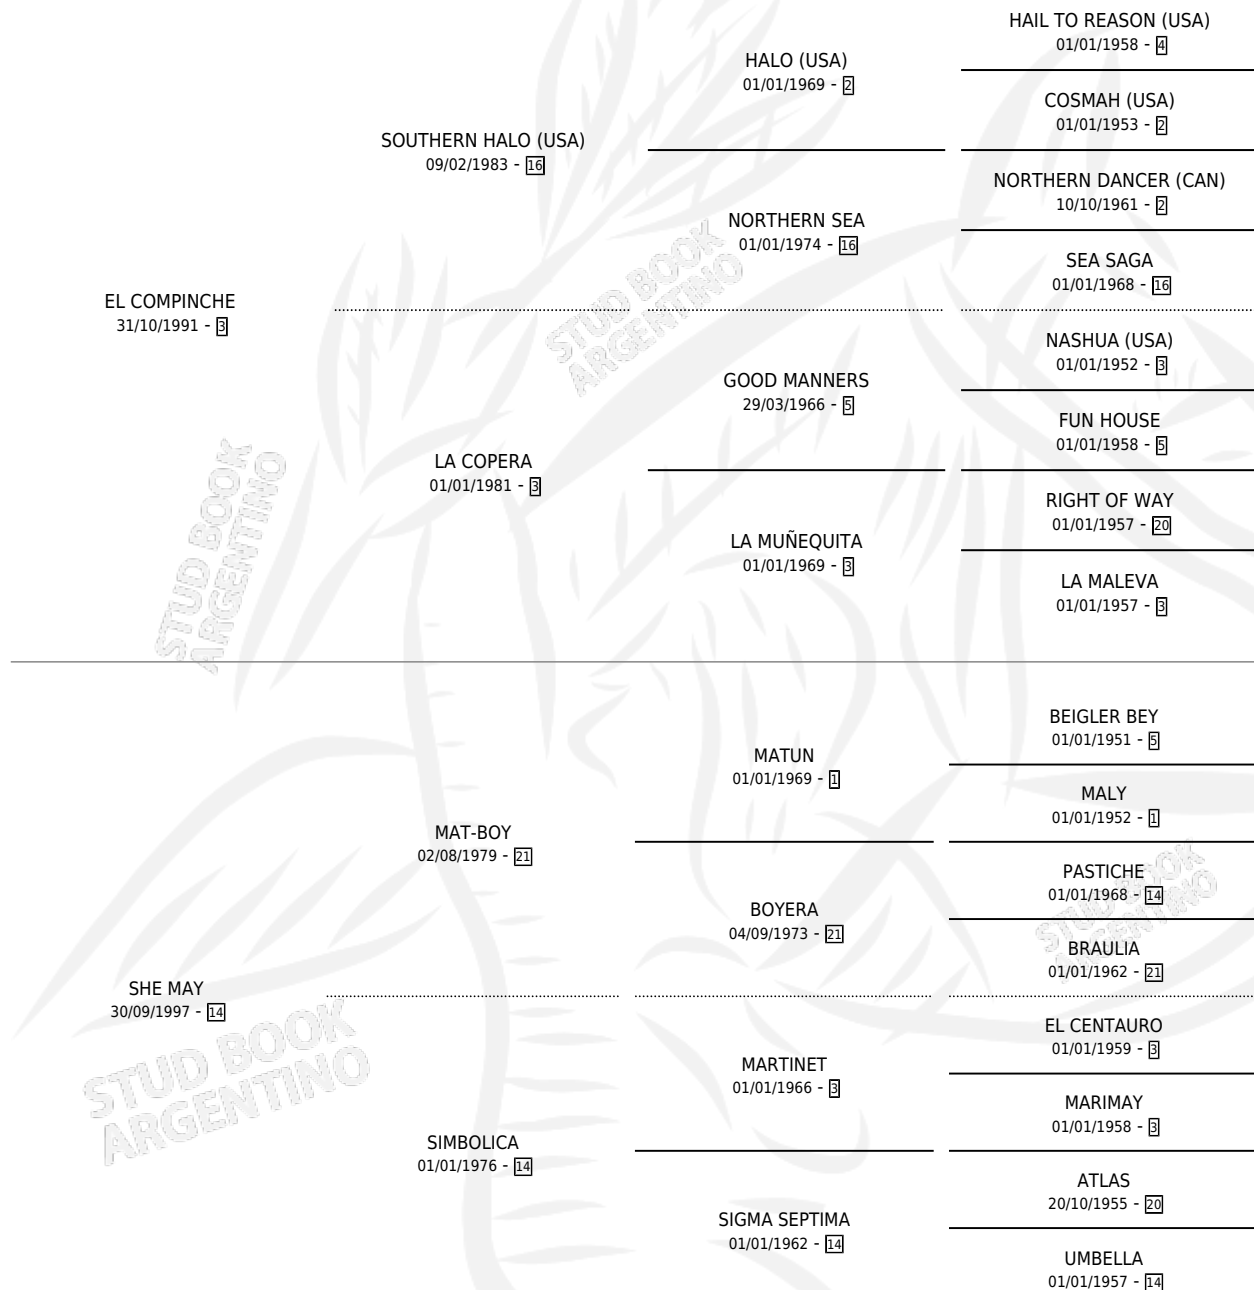 HAIL TO REASON (USA)
01/01/1958 - 4
HALO (USA)
01/01/1969 - 2
COSMAH (USA)
01/01/1953 - 2
SOUTHERN HALO (USA)
09/02/1983 - 16
NORTHERN DANCER (CAN)
10/10/1961 - 2
NORTHERN SEA
01/01/1974 - 16
SEA SAGA
01/01/1968 - 16
EL COMPINCHE
31/10/1991 - 3
NASHUA (USA)
01/01/1952 - 3
GOOD MANNERS
29/03/1966 - 5
FUN HOUSE
01/01/1958 - 5
LA COPERA
01/01/1981 - 3
RIGHT OF WAY
01/01/1957 - 20
LA MUÑEQUITA
01/01/1969 - 3
LA MALEVA
01/01/1957 - 3
BEIGLER BEY
01/01/1951 - 5
MATUN
01/01/1969 - 1
MALY
01/01/1952 - 1
MAT-BOY
02/08/1979 - 21
PASTICHE
01/01/1968 - 14
BOYERA
04/09/1973 - 21
BRAULIA
01/01/1962 - 21
SHE MAY
30/09/1997 - 14
EL CENTAURO
01/01/1959 - 3
MARTINET
01/01/1966 - 3
MARIMAY
01/01/1958 - 3
SIMBOLICA
01/01/1976 - 14
ATLAS
20/10/1955 - 20
SIGMA SEPTIMA
01/01/1962 - 14
UMBELLA
01/01/1957 - 14
STUD BOOK
ARGENTINO
STUD BOOK
ARGENTINO
STUD BOOK
ARGENTINO
STUD BOOK
ARGENTINO